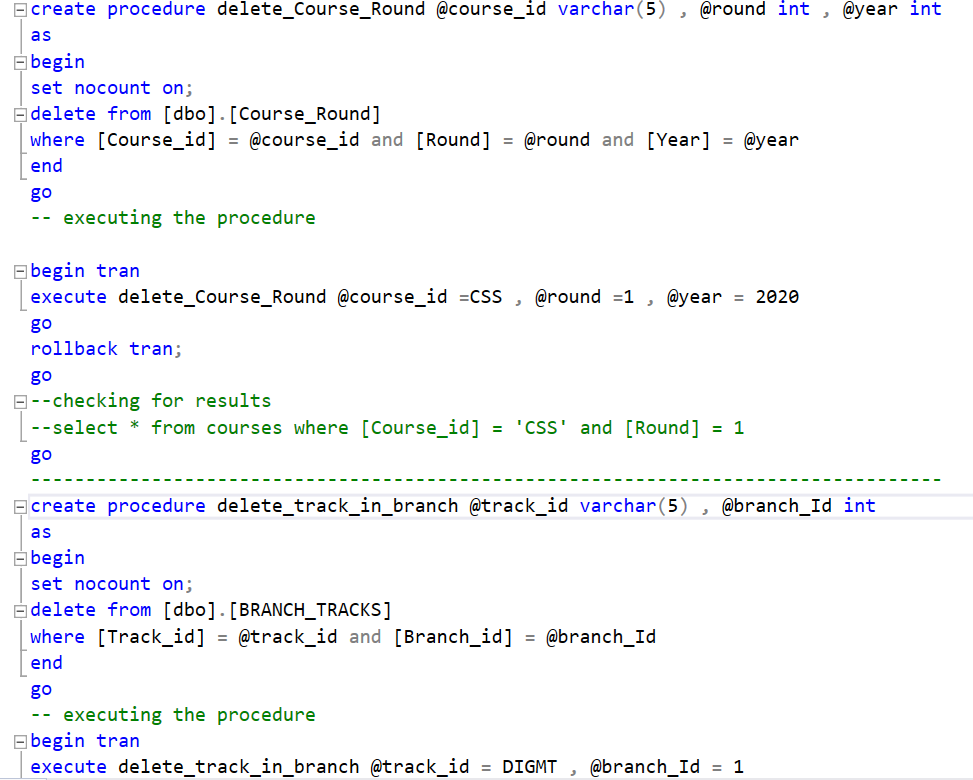 create procedure delete_Course_Round @course_id varchar(5) , @round int , @year int
as
begin
set nocount on;
delete from [dbo].[Course_Round]
where [Course_id] = @course_id and [Round] = @round and [Year] = @year
end
go
-- executing the procedure
begin tran
execute delete_Course_Round @course_id =CSS , @round =1 , @year = 2020
go
rollback tran;
go
--checking for results
--select * from courses where [Course_id] = 'CSS' and [Round] = 1
go
-----------------------------------------------------------------------------------
create procedure delete_track_in_branch @track_id varchar(5) , @branch_Id int
as
begin
set nocount on;
delete from [dbo].[BRANCH_TRACKS]
where [Track_id] = @track_id and [Branch_id] = @branch_Id
end
go
-- executing the procedure
begin tran
execute delete_track_in_branch @track_id = DIGMT , @branch_Id = 1